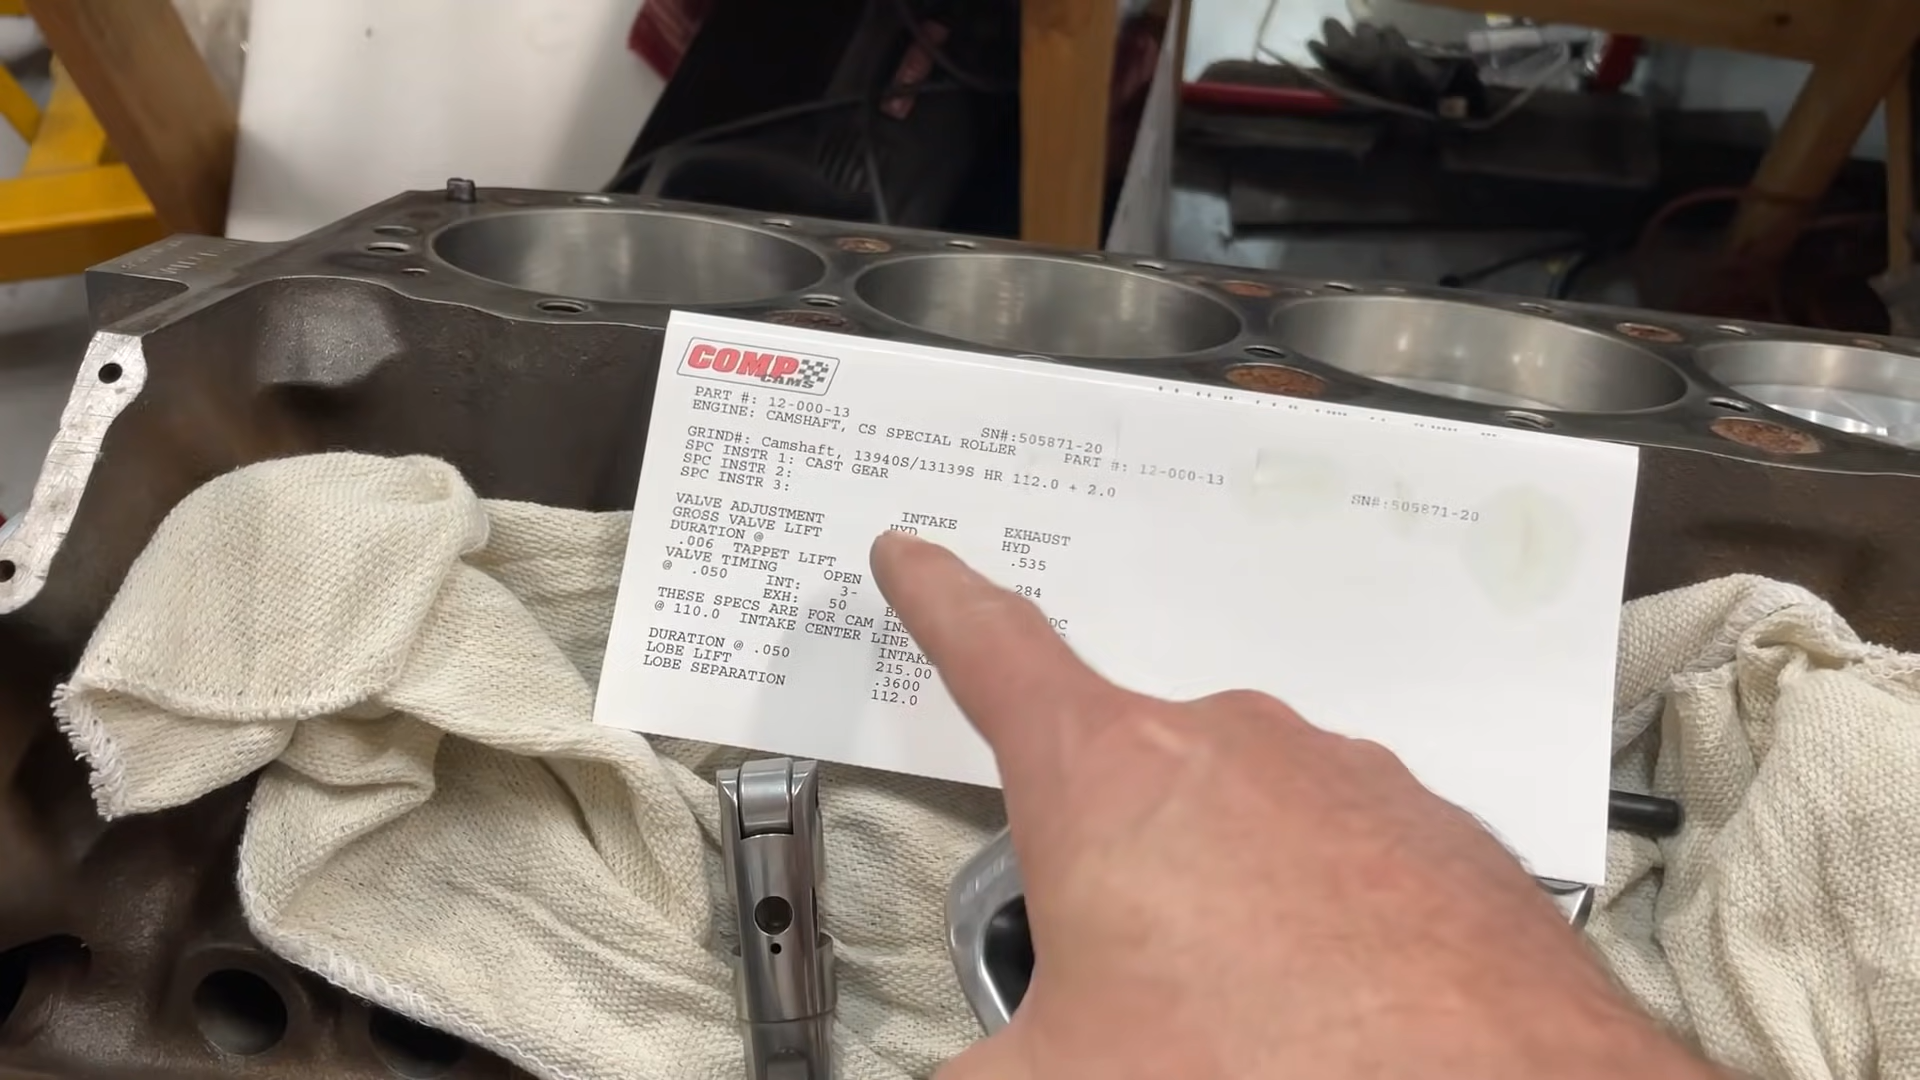 COMP
CAMS
PART #: 12-000-13
ENGINE: CAMSHAFT, CS SPECIAL ROLLER
SN#:505871-20
PART #: 12-000-13
SN#:505871-20
GRIND#: Camshaft, 13940S/13139S HR 112.0 + 2.0
SPC INSTR 1: CAST GEAR
SPC INSTR 2:
SPC INSTR 3:
INTAKE EXHAUST
VALVE ADJUSTMENT HYD HYD
GROSS VALVE LIFT .535
DURATION @
.006 TAPPET LIFT 284
VALVE TIMING OPEN
@ .050 INT: 3-
EXH: 50
THESE SPECS ARE FOR CAM
@ 110.0 INTAKE CENTER LINE
INTAKE
DURATION @ .050 215.00
LOBE LIFT .3600
LOBE SEPARATION 112.0